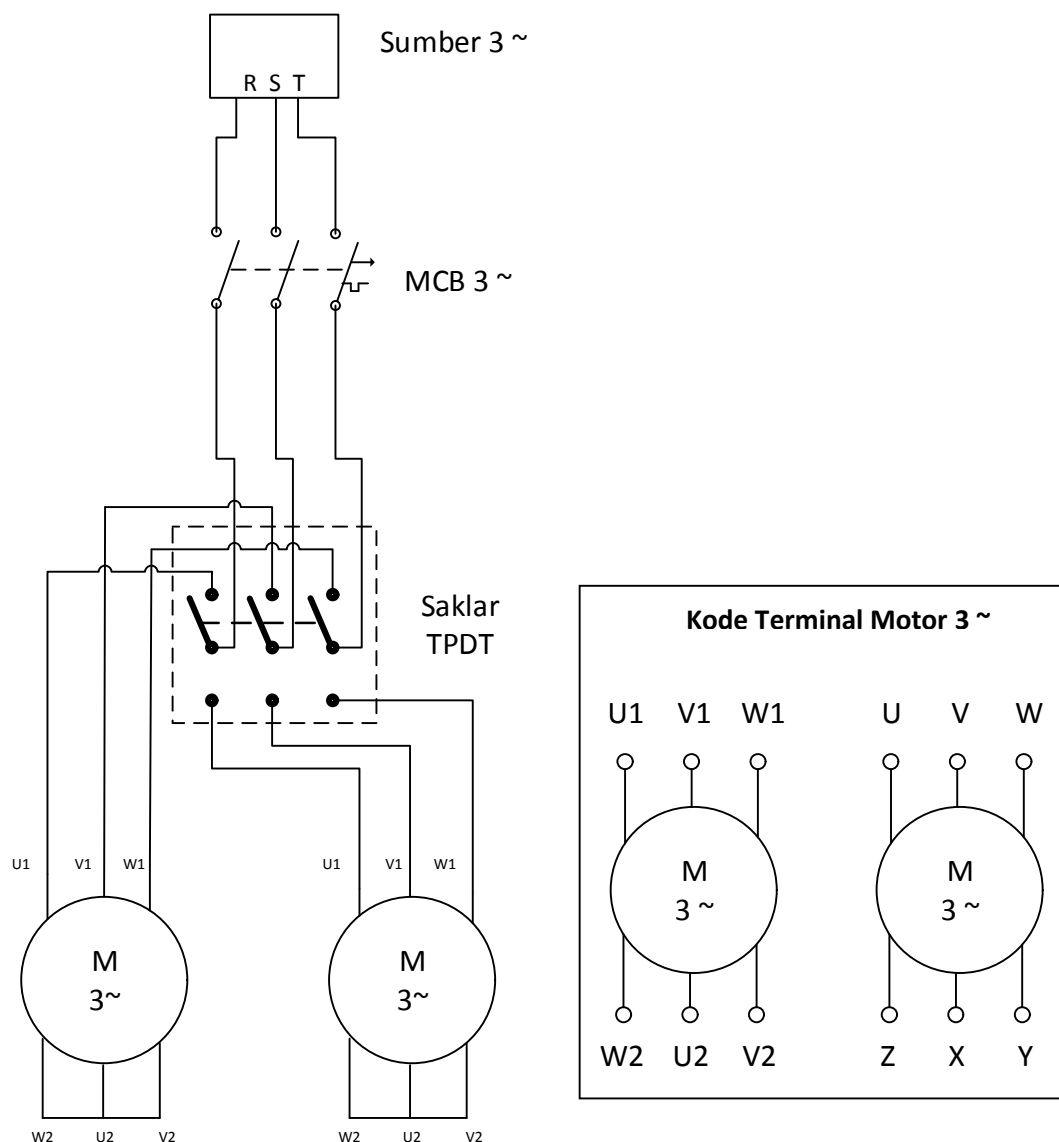 Sumber 3 ~
R S T
MCB 3 ~
Saklar
TPDT
U1 V1 W1
M
3~
W2 U2 V2
U1 V1 W1
M
3~
W2 U2 V2
Kode Terminal Motor 3 ~
U1 V1 W1
M
3 ~
W2 U2 V2
U V W
M
3 ~
Z X Y